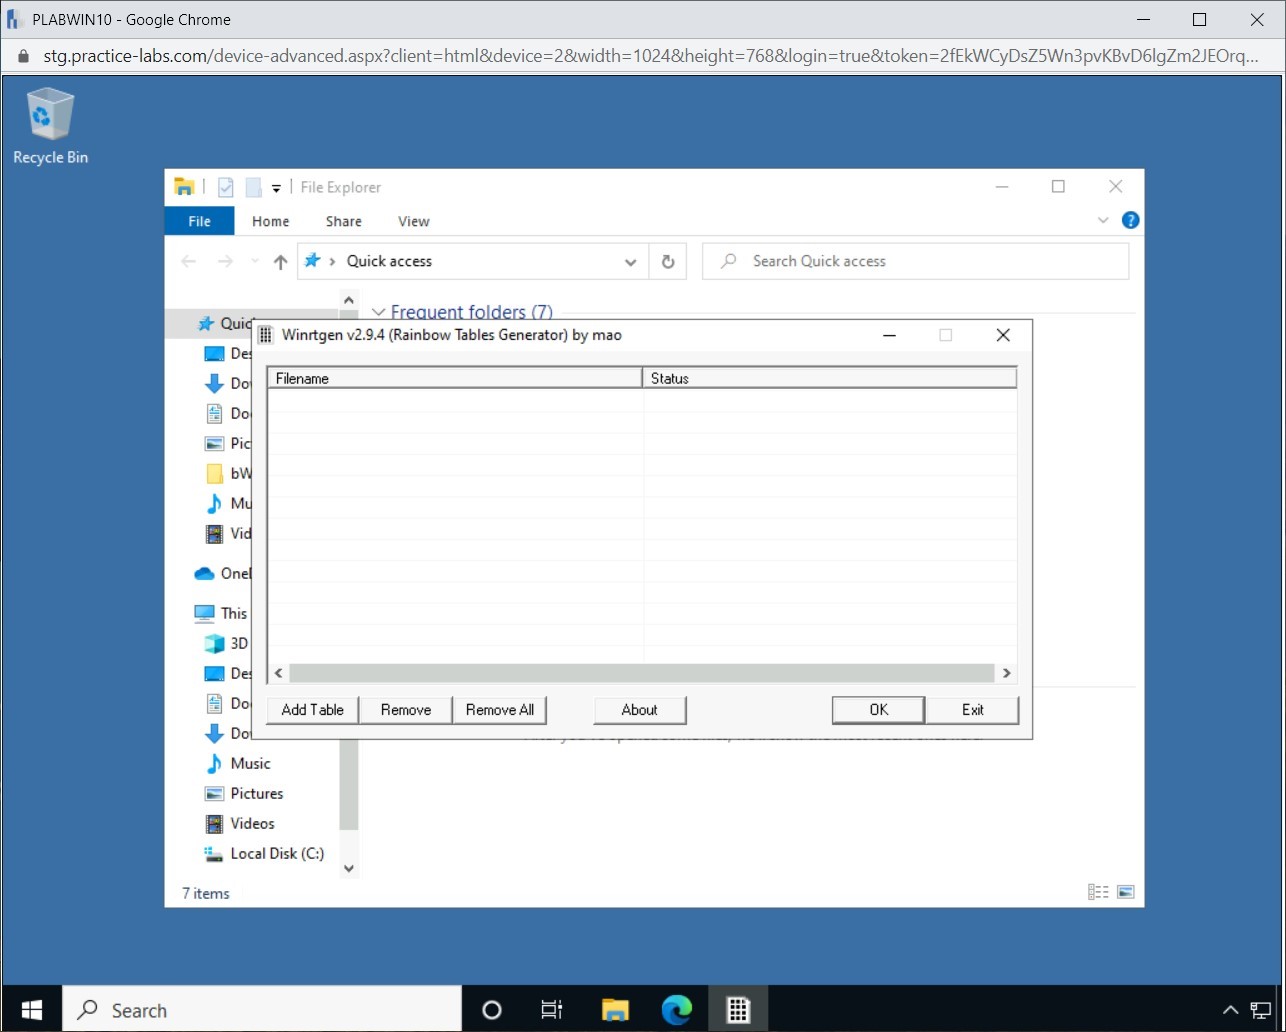 PLABWIN10 - Google Chrome
stg.practice-labs.com/device-advanced.aspx?client=html&device=2&width=1024&height=768&login=true&token=2fEkWCyDsZ5Wn3pvKBvD6lgZm2JEOrq...
Recycle Bin
File Explorer
File Home Share View
Quick access
Search Quick access
Frequent folders (7)
Quic
Winrtgen v2.9.4 (Rainbow Tables Generator) by mao
Des
Filename Status
Do
Do
Pic
bW
Mu
Vid
OneI
This
3D
Des
Do
Add Table Remove Remove All About OK Exit
Do
Music
Pictures
Videos
Local Disk (C:)
7 items
Search